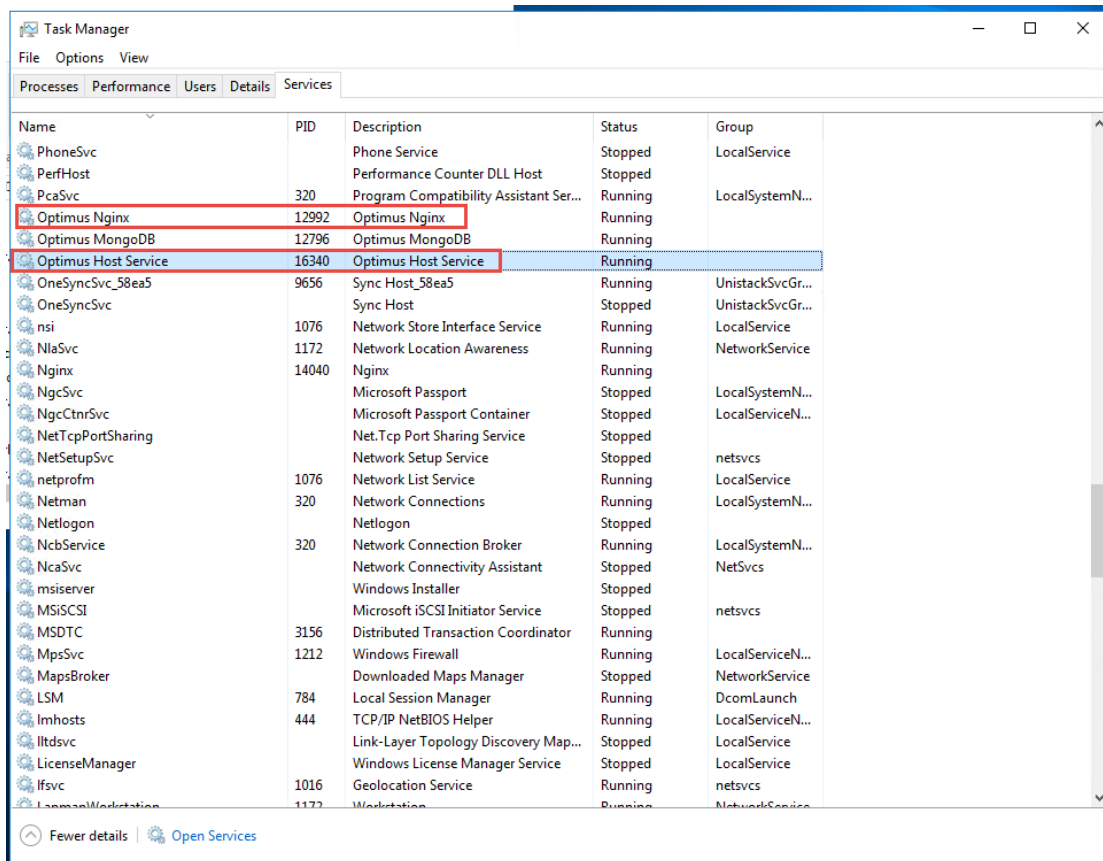 Task Manager
File Options View
Processes Performance Users Details Services
Name PID Description Status Group
PhoneSvc Phone Service Stopped LocalService
PerfHost Performance Counter DLL Host Stopped
PcaSvc 320 Program Compatibility Assistant Ser... Running LocalSystemN...
Optimus Nginx 12992 Optimus Nginx Running
Optimus MongoDB 12796 Optimus MongoDB Running
Optimus Host Service 16340 Optimus Host Service Running
OneSyncSvc_58ea5 9656 Sync Host_58ea5 Running UnistackSvcGr...
OneSyncSvc Sync Host Stopped UnistackSvcGr...
nsi 1076 Network Store Interface Service Running LocalService
NlaSvc 1172 Network Location Awareness Running NetworkService
Nginx 14040 Nginx Running
NgcSvc Microsoft Passport Stopped LocalSystemN...
NgcCtnrSvc Microsoft Passport Container Stopped LocalServiceN...
NetTcpPortSharing Net.Tcp Port Sharing Service Stopped
NetSetupSvc Network Setup Service Stopped netsvcs
netprofm 1076 Network List Service Running LocalService
Netman 320 Network Connections Running LocalSystemN...
Netlogon Netlogon Stopped
NcbService 320 Network Connection Broker Running LocalSystemN...
NcaSvc Network Connectivity Assistant Stopped NetSvcs
msiserver Windows Installer Stopped
MSiSCSI Microsoft iSCSI Initiator Service Stopped netsvcs
MSDTC 3156 Distributed Transaction Coordinator Running
MpsSvc 1212 Windows Firewall Running LocalServiceN...
MapsBroker Downloaded Maps Manager Stopped NetworkService
LSM 784 Local Session Manager Running DcomLaunch
lmhosts 444 TCP/IP NetBIOS Helper Running LocalServiceN...
lltdsvc Link-Layer Topology Discovery Map... Stopped LocalService
LicenseManager Windows License Manager Service Stopped LocalService
lfsvc 1016 Geolocation Service Running netsvcs
LanmanWorkstation 1172 Workstation Running NetworkService
Fewer details Open Services